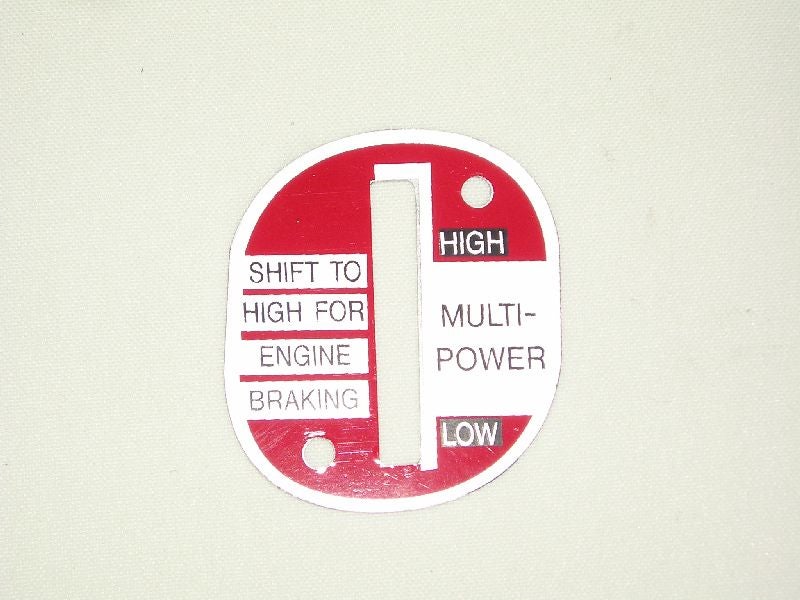 SHIFT TO
HIGH FOR
ENGINE
BRAKING
HIGH
MULTI-
POWER
LOW